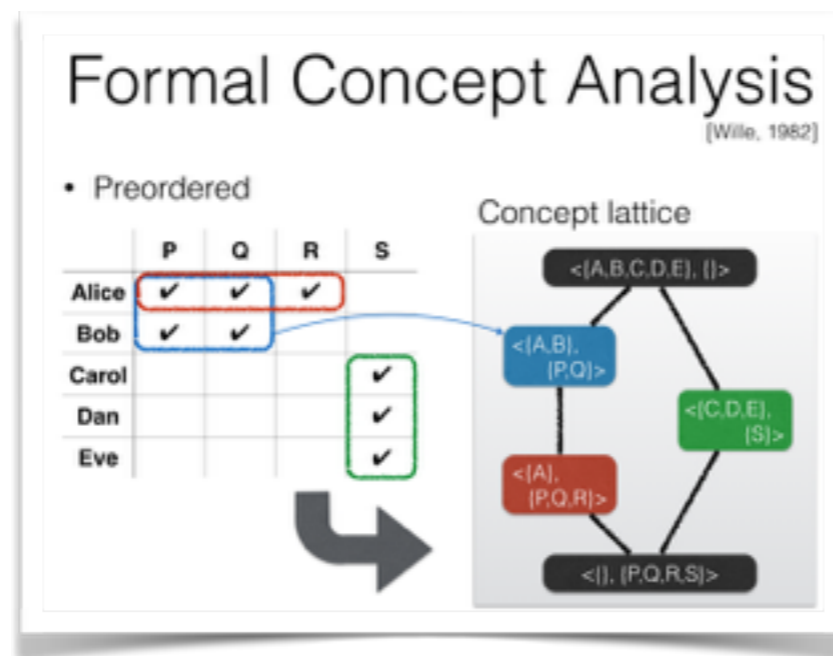 Formal Concept Analysis
[Wille, 1982]
• Preordered
P Q R S
Alice ✔ ✔ ✔
Bob ✔ ✔
Carol ✔
Dan ✔
Eve ✔
Concept lattice
<{A,B,C,D,E}, {}>
<{A,B},
{P,Q}>
<{C,D,E},
{S}>
<{A},
{P,Q,R}>
<{}, {P,Q,R,S}>